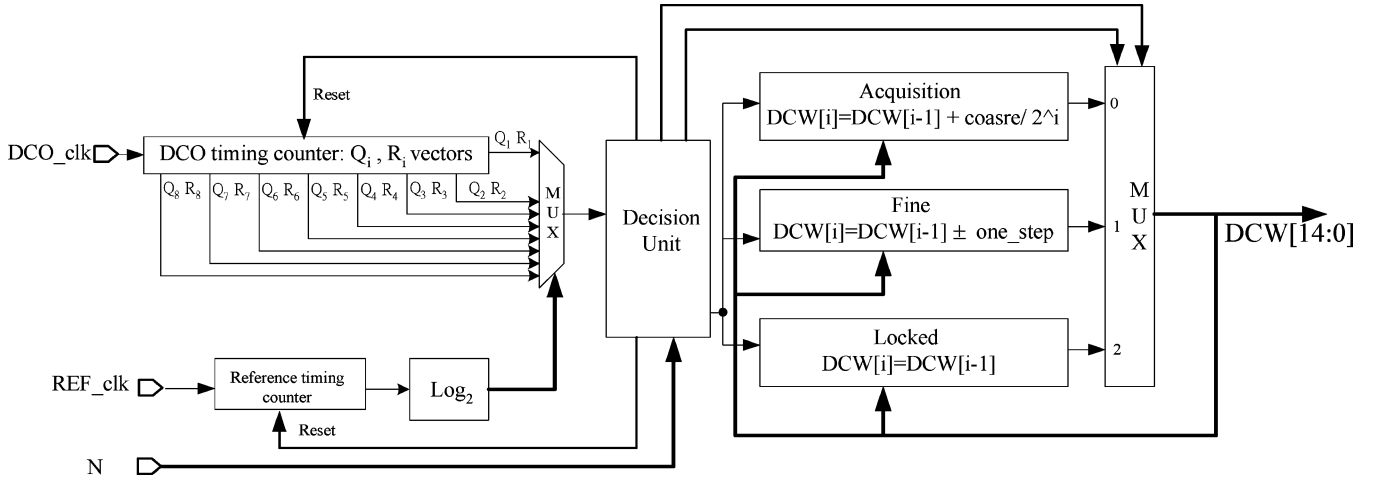 Reset
DCO_clk
DCO timing counter: Qi , Ri vectors
Q1 R1
Q8 R8
Q7 R7
Q6 R6
Q5 R5
Q4 R4
Q3 R3
Q2 R2
M
U
X
Decision
Unit
Acquisition
DCW[i]=DCW[i-1] + coasre/ 2^i
0
Fine
DCW[i]=DCW[i-1] ± one_step
1
M
U
X
DCW[14:0]
Locked
DCW[i]=DCW[i-1]
2
REF_clk
Reference timing
counter
Log2
Reset
N